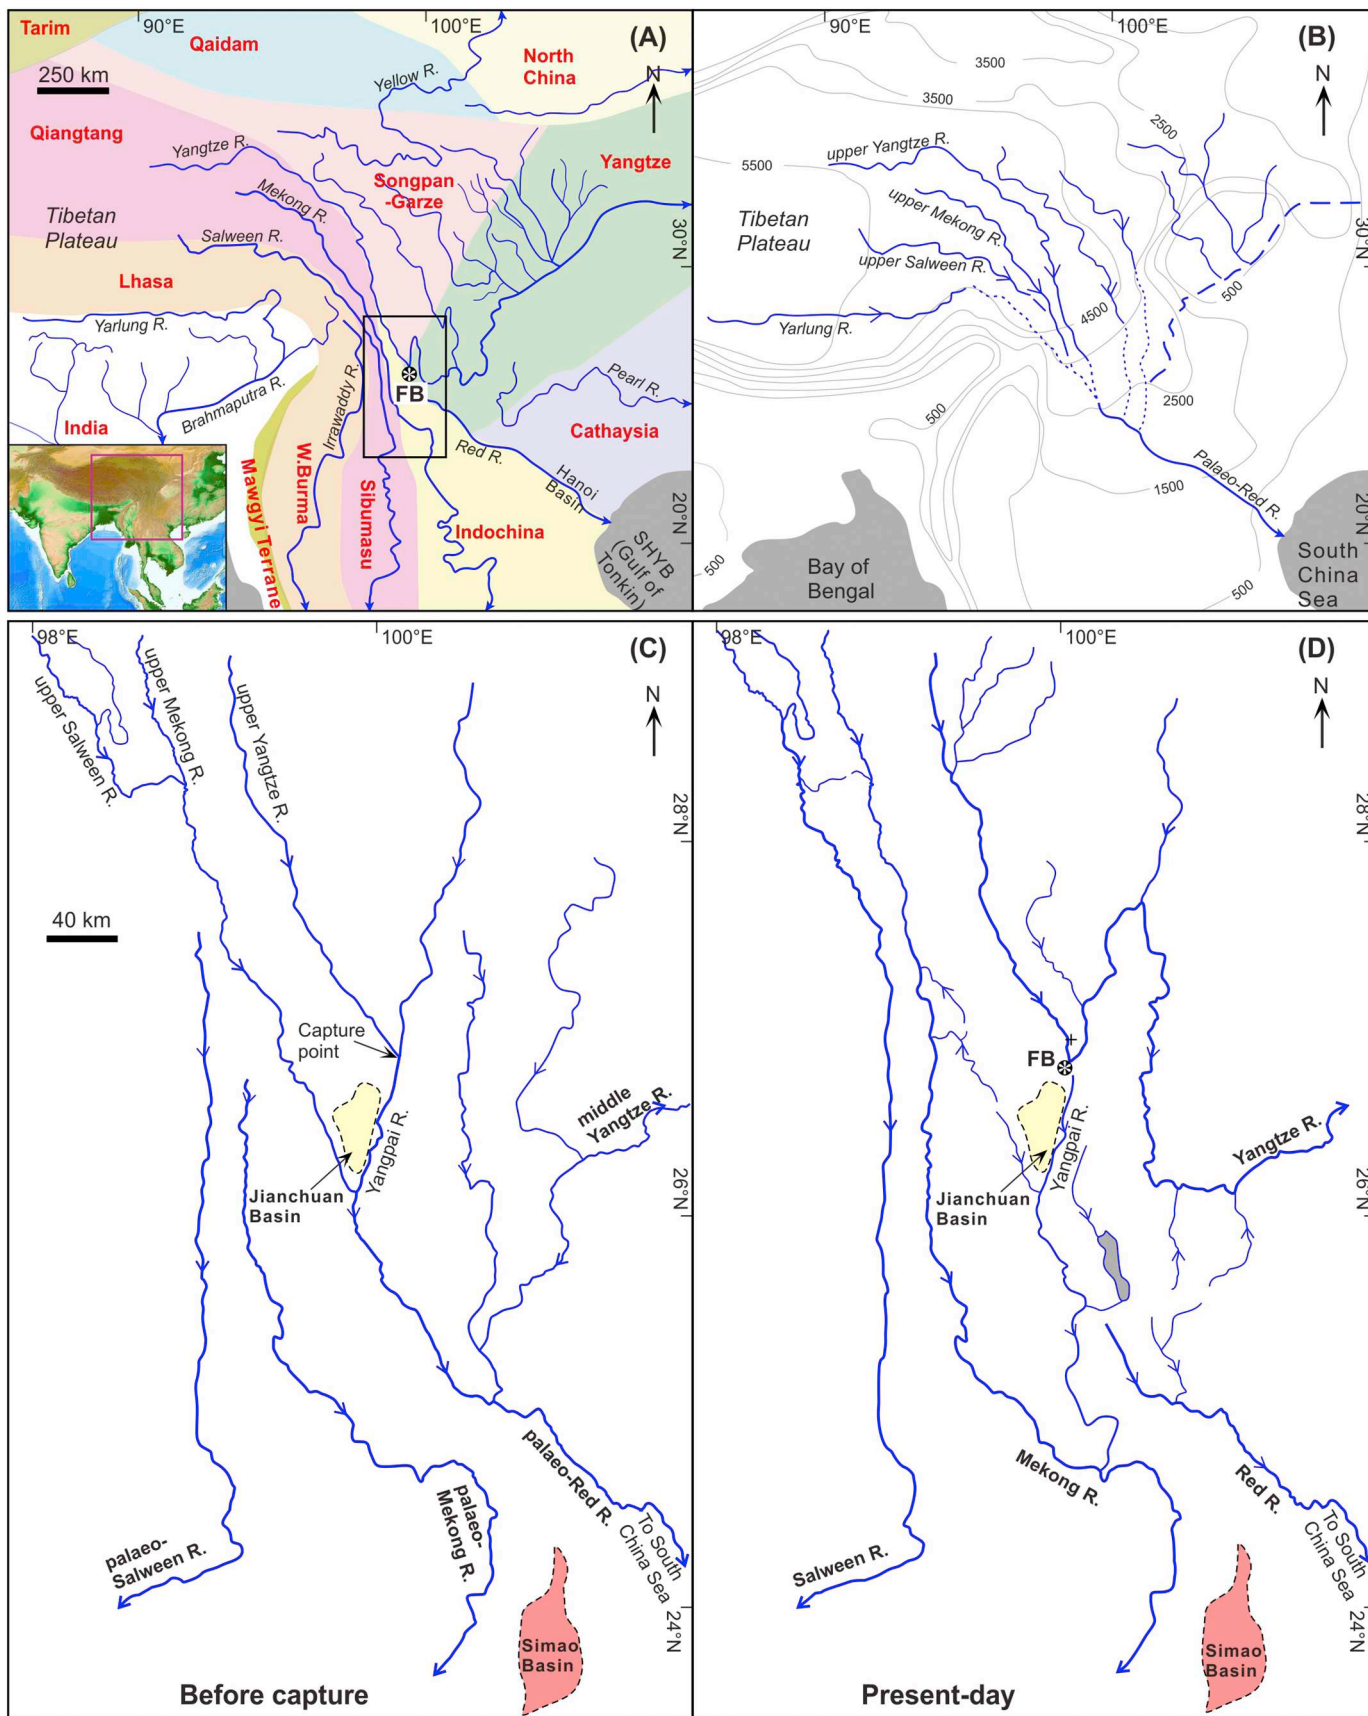 90°E
100°E
(A)
Tarim
Qaidam
North
China
N
250 km
Yellow R.
Qiangtang
Yangtze R.
Yangtze
Songpan
-Garze
Mekong R.
Tibetan
Plateau
Salween R.
30°N
Lhasa
Yarlung R.
Irrawaddy R.
FB
Pearl R.
Brahmaputra R.
India
Cathaysia
Red R.
Hanoi
Basin
Mawgyi Terrane
W.Burma
Sibumasu
Indochina
20°N
SHYB
(Gulf of
Tonkin)
90°E
100°E
(B)
N
3500
3500
2500
5500
upper Yangtze R.
upper Mekong R.
Tibetan
Plateau
upper Salween R.
30°N
500
4500
Yarlung R.
2500
500
Palaeo-Red R.
1500
20°N
500
Bay of
Bengal
South
China
Sea
500
98°E
100°E
(C)
N
upper Salween R.
upper Mekong R.
upper Yangtze R.
28°N
40 km
Capture
point
middle
Yangtze R.
Yangpai R.
Jianchuan
Basin
26°N
palaeo-Red R.
palaeo-
Mekong R.
To South
China Sea
palaeo-
Salween R.
24°N
Simao
Basin
Before capture
98°E
100°E
(D)
N
28°N
FB
Yangtze R.
Yangpai R.
Jianchuan
Basin
26°N
Mekong R.
Red R.
To South
China Sea
Salween R.
24°N
Simao
Basin
Present-day